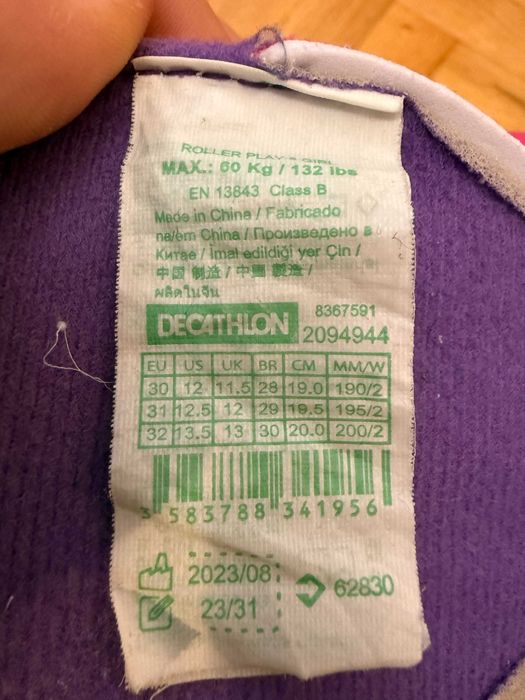 ROLLER PLAY
MAX.: 60 Kg / 132 lbs
EN 13843 Class B
Made in China / Fabricado
na/em China / Произведено в
Китае / İmal edildiği yer Çin /
中国 制造 / 中國 製造 /
ผลิตในจีน
DECATHLON 8367591
2094944
EU US UK BR CM MM/W
30 12 11.5 28 19.0 190/2
31 12.5 12 29 19.5 195/2
32 13.5 13 30 20.0 200/2
3 583788 341956
2023/08
23/31
62830